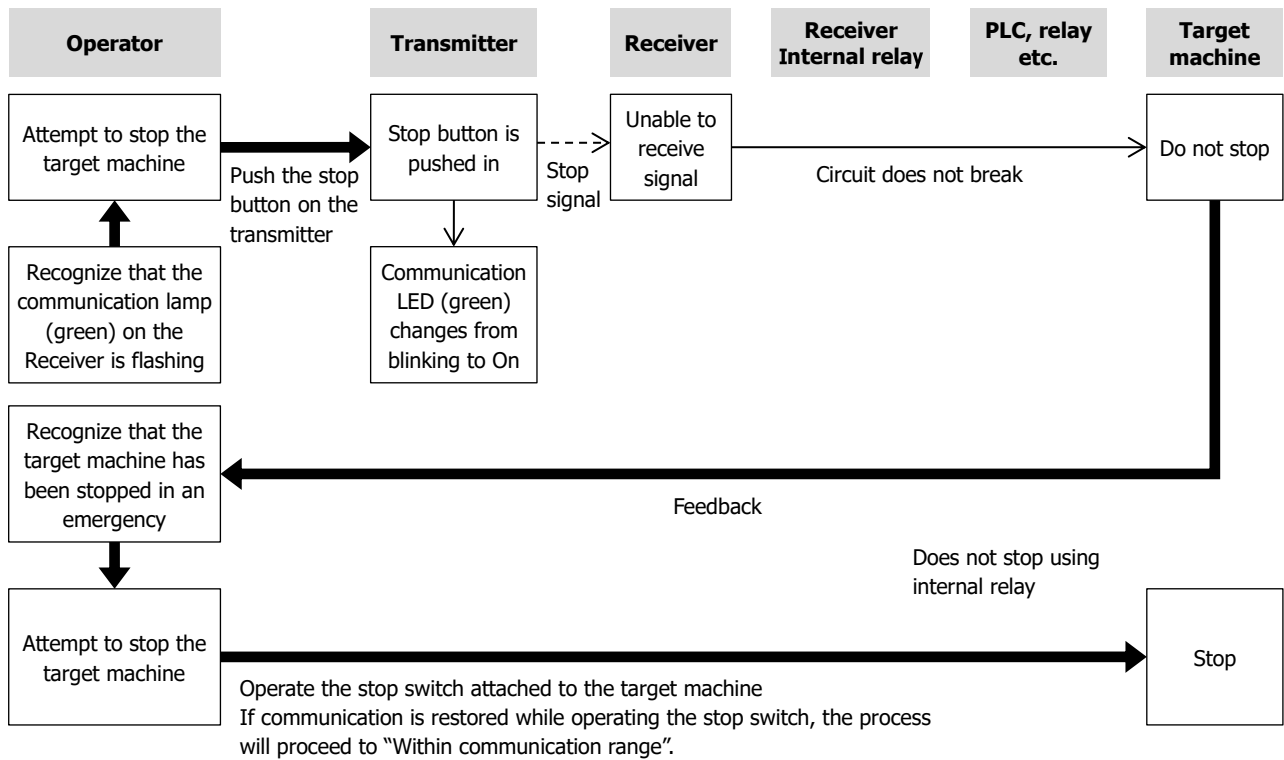 Operator
Transmitter
Receiver
Receiver
Internal relay
PLC, relay
etc.
Target
machine
Attempt to stop the
target machine
Push the stop
button on the
transmitter
Stop button is
pushed in
Stop
signal
Unable to
receive
signal
Circuit does not break
Do not stop
Recognize that the
communication lamp
(green) on the
Receiver is flashing
Communication
LED (green)
changes from
blinking to On
Recognize that the
target machine has
been stopped in an
emergency
Feedback
Does not stop using
internal relay
Attempt to stop the
target machine
Stop
Operate the stop switch attached to the target machine
If communication is restored while operating the stop switch, the process
will proceed to “Within communication range”.